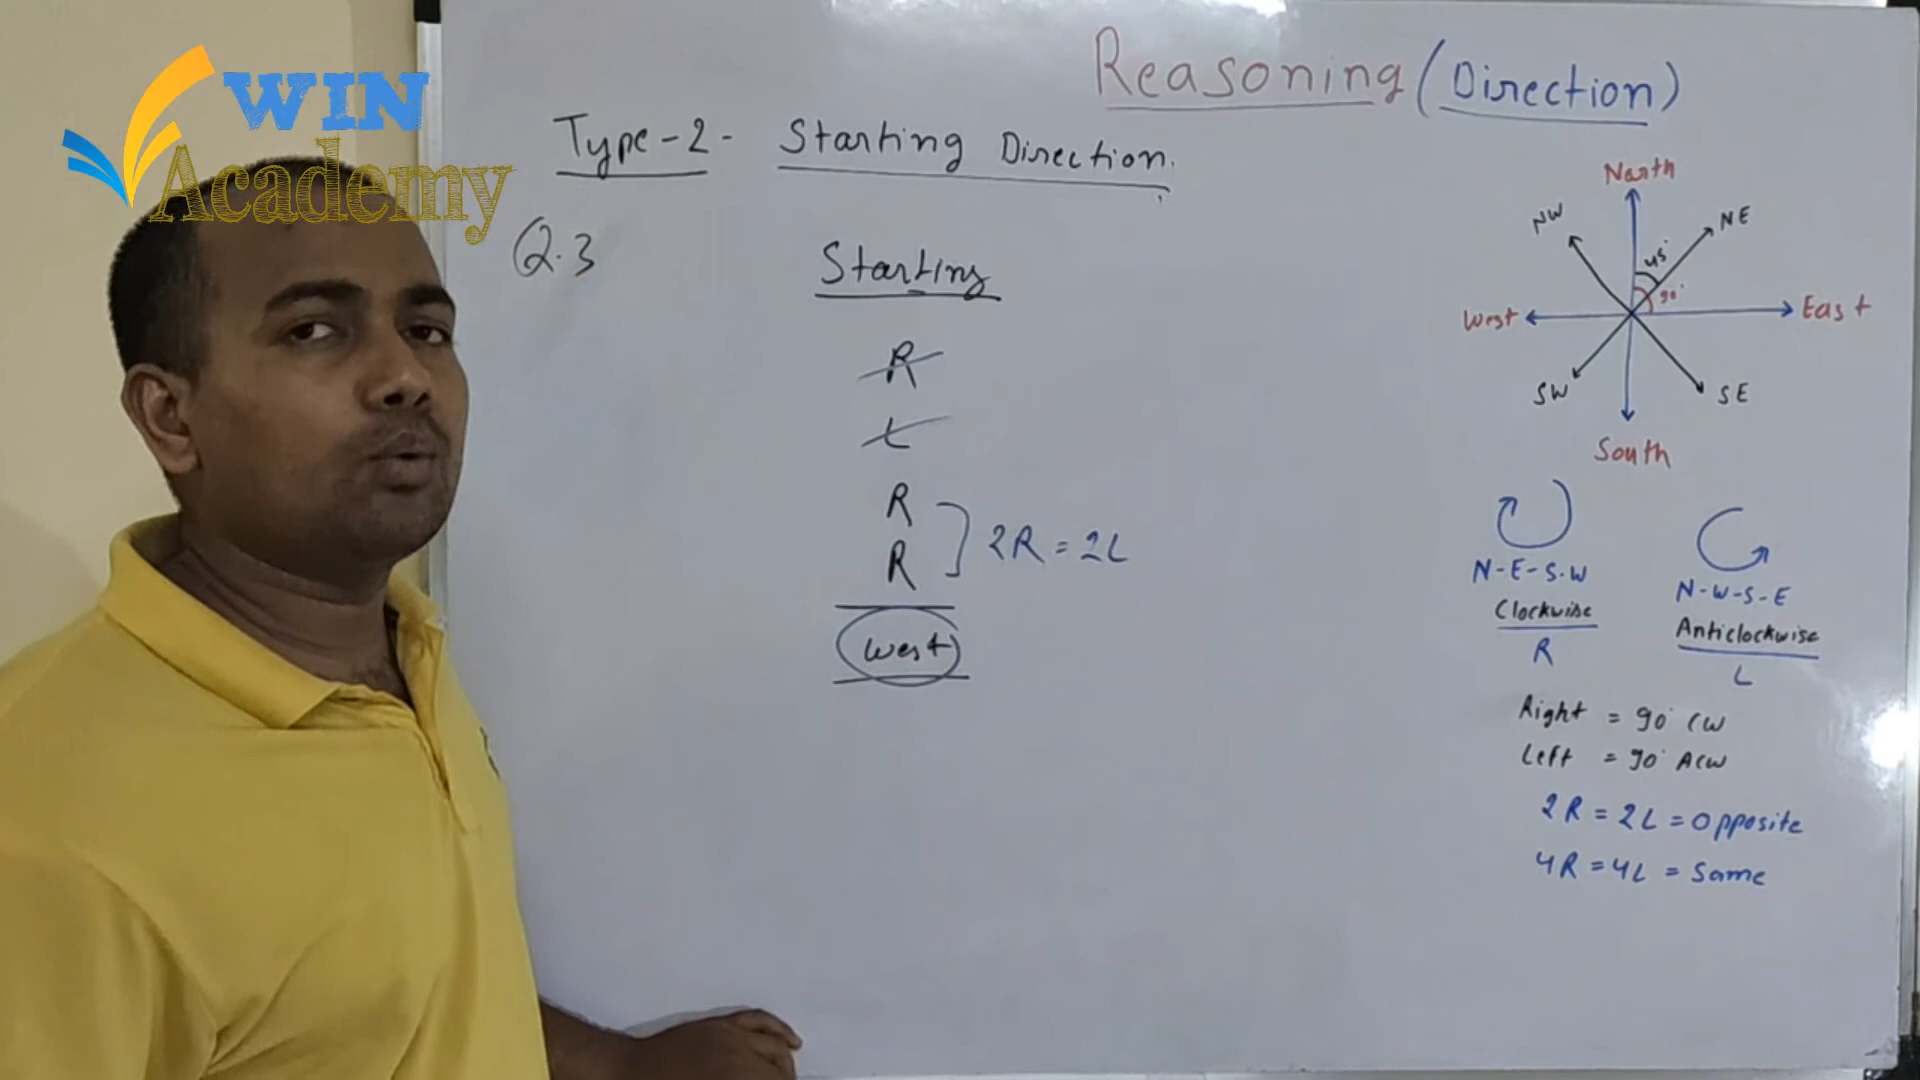 WIN
Academy
Reasoning (Direction)
Type-2- Starting Direction.
Q.3
Starting
R
L
R
R
2R = 2L
West
North
NW
NE
45°
90°
West
East
SW
SE
South
N-E-S-W
Clockwise
R
N-W-S-E
Anticlockwise
L
Right = 90° CW
Left = 90° ACW
2R = 2L = Opposite
4R = 4L = Same